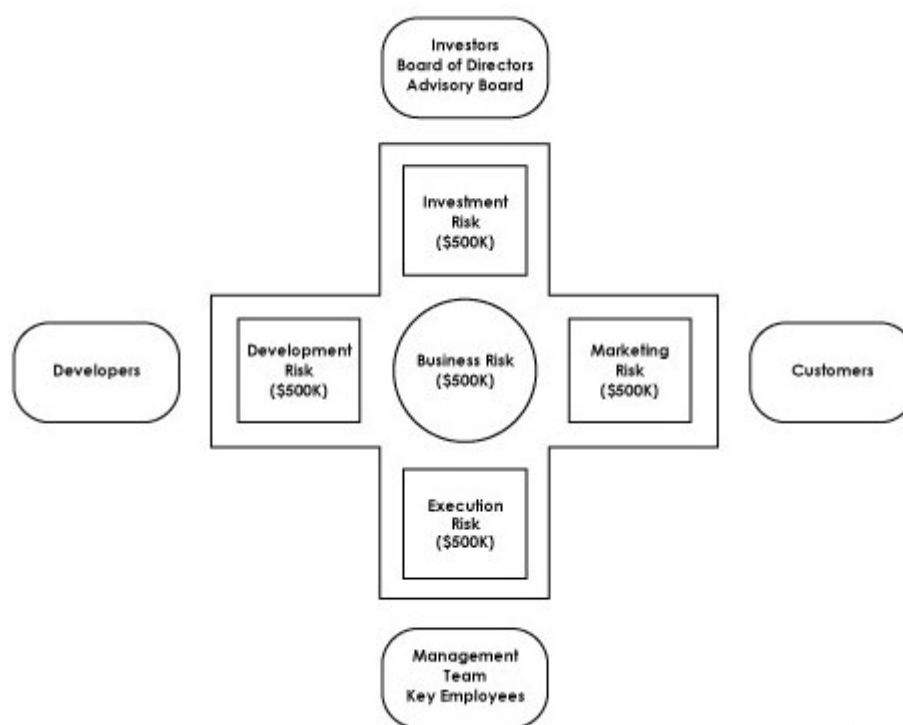 Investors
Board of Directors
Advisory Board
Investment
Risk
($500K)
Developers
Development
Risk
($500K)
Business Risk
($500K)
Marketing
Risk
($500K)
Customers
Execution
Risk
($500K)
Management
Team
Key Employees